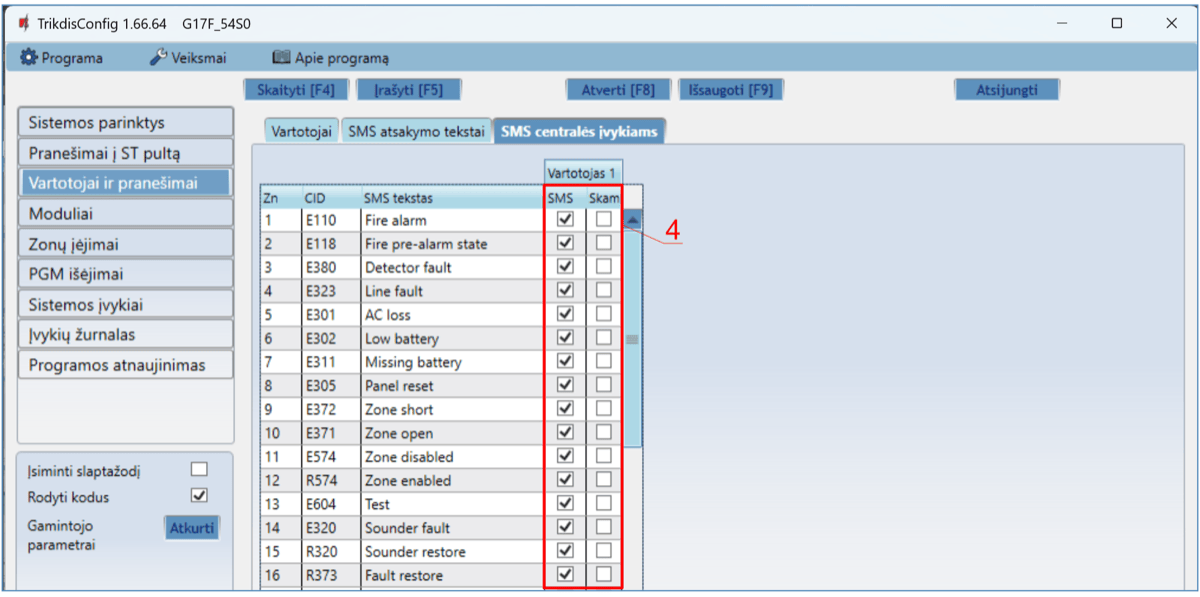 TrikdisConfig 1.66.64 G17F_54S0
Programa Veiksmai Apie programą
Skaityti [F4] Įrašyti [F5] Atverti [F8] Išsaugoti [F9] Atsijungti
Sistemos parinktys
Pranešimai į ST pultą
Vartotojai ir pranešimai
Moduliai
Zonų įėjimai
PGM išėjimai
Sistemos įvykiai
Įvykių žurnalas
Programos atnaujinimas
Įsiminti slaptažodį
Rodyti kodus
Gamintojo
parametrai
Atkurti
Vartotojai SMS atsakymo tekstai SMS centralės įvykiams
Vartotojas 1
Zn CID SMS tekstas SMS Skam
1 E110 Fire alarm
2 E118 Fire pre-alarm state
3 E380 Detector fault
4 E323 Line fault
5 E301 AC loss
6 E302 Low battery
7 E311 Missing battery
8 E305 Panel reset
9 E372 Zone short
10 E371 Zone open
11 E574 Zone disabled
12 R574 Zone enabled
13 E604 Test
14 E320 Sounder fault
15 R320 Sounder restore
16 R373 Fault restore
4